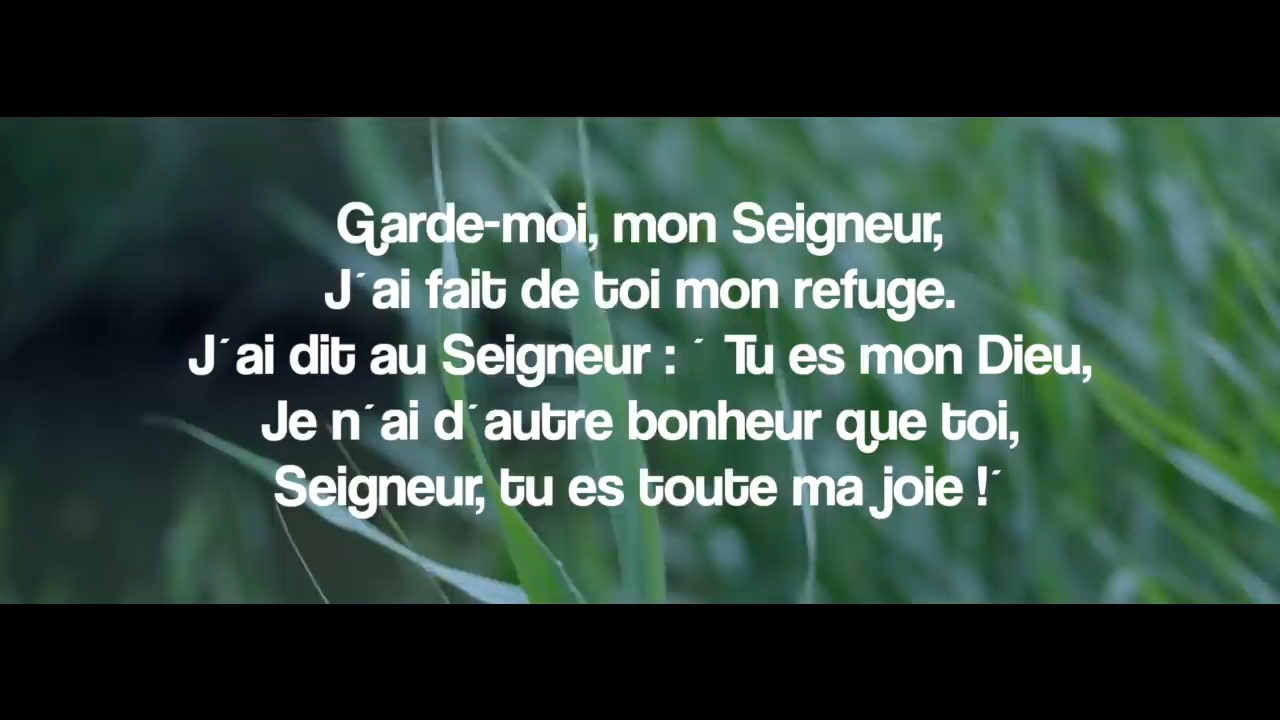 Garde-moi, mon Seigneur,
J´ai fait de toi mon refuge.
J´ai dit au Seigneur : ´ Tu es mon Dieu,
Je n´ai d´autre bonheur que toi,
Seigneur, tu es toute ma joie !´